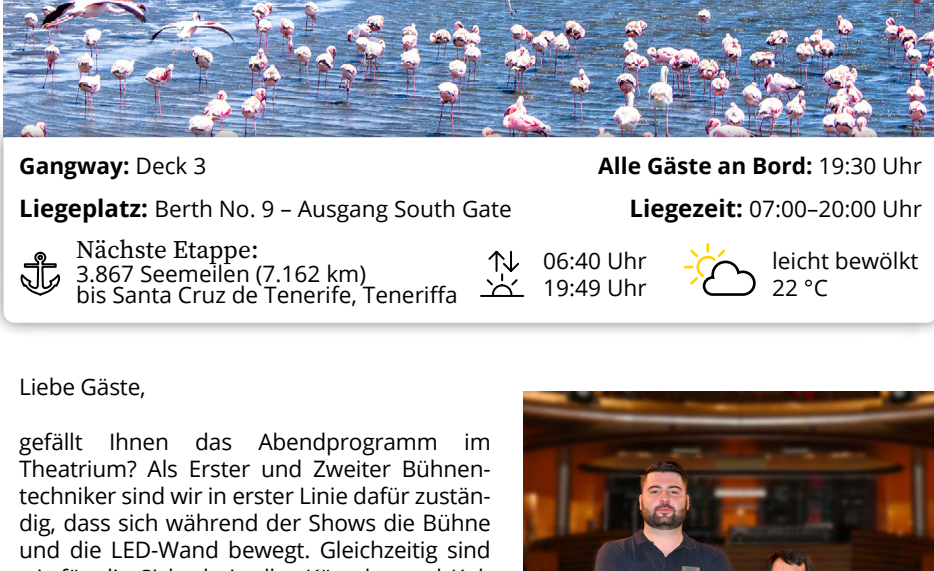 Gangway: Deck 3
Alle Gäste an Bord: 19:30 Uhr
Liegeplatz: Berth No. 9 – Ausgang South Gate
Liegezeit: 07:00–20:00 Uhr
Nächste Etappe:
3.867 Seemeilen (7.162 km)
bis Santa Cruz de Tenerife, Teneriffa
06:40 Uhr
19:49 Uhr
leicht bewölkt
22 °C
Liebe Gäste,
gefällt Ihnen das Abendprogramm im
Theatrium? Als Erster und Zweiter Bühnen-
techniker sind wir in erster Linie dafür zustän-
dig, dass sich während der Shows die Bühne
und die LED-Wand bewegt. Gleichzeitig sind